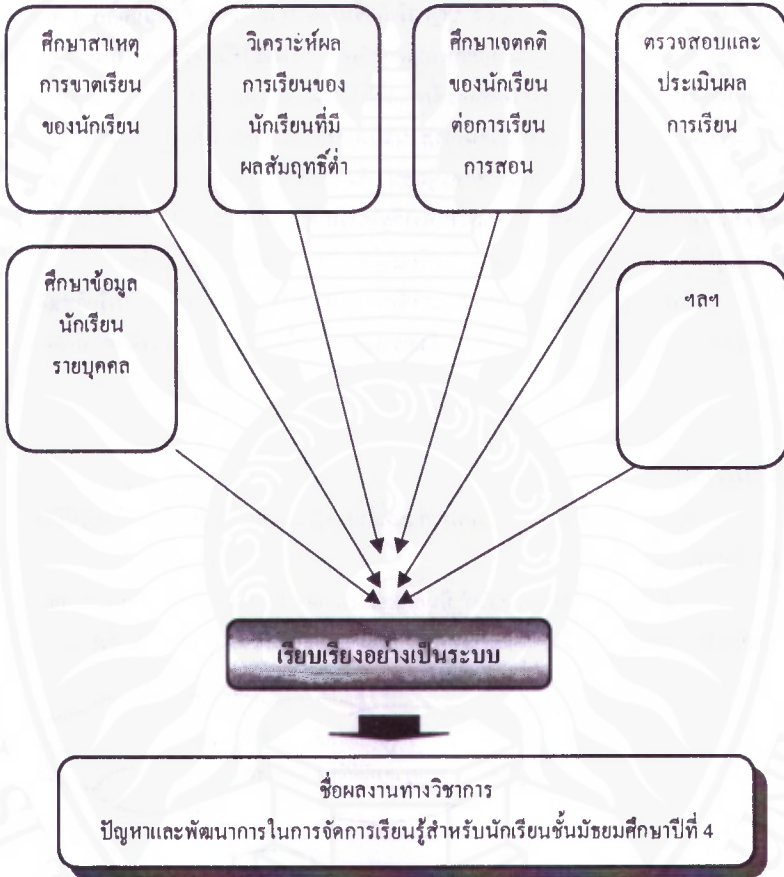 ศึกษาสาเหตุ
การขาดเรียน
ของนักเรียน
วิเคราะห์ผล
การเรียนของ
นักเรียนที่มี
ผลสัมฤทธิ์ต่ำ
ศึกษาเจตคติ
ของนักเรียน
ต่อการเรียน
การสอน
ตรวจสอบและ
ประเมินผล
การเรียน
ศึกษาข้อมูล
นักเรียน
รายบุคคล
ฯลฯ
เรียบเรียงอย่างเป็นระบบ
ชื่อผลงานทางวิชาการ
ปัญหาและพัฒนาการในการจัดการเรียนรู้สำหรับนักเรียนชั้นมัธยมศึกษาปีที่ 4